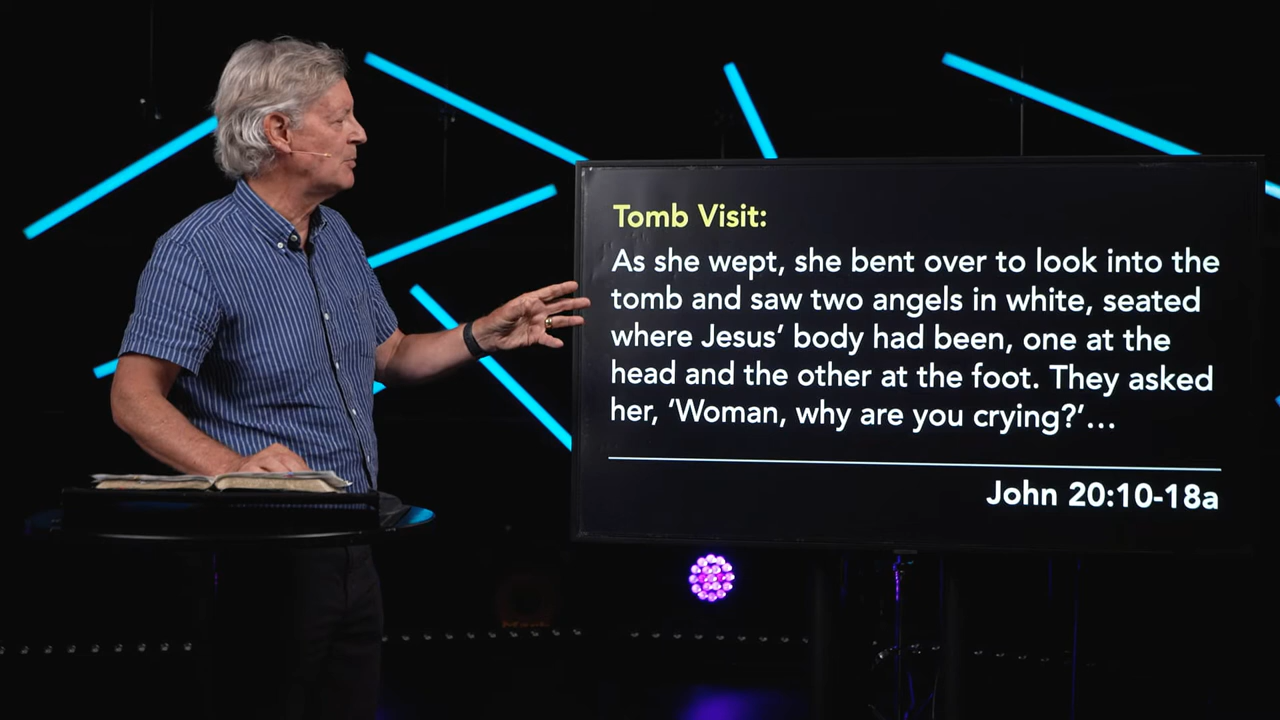 Tomb Visit:
As she wept, she bent over to look into the
tomb and saw two angels in white, seated
where Jesus’ body had been, one at the
head and the other at the foot. They asked
her, ‘Woman, why are you crying?’...
John 20:10-18a